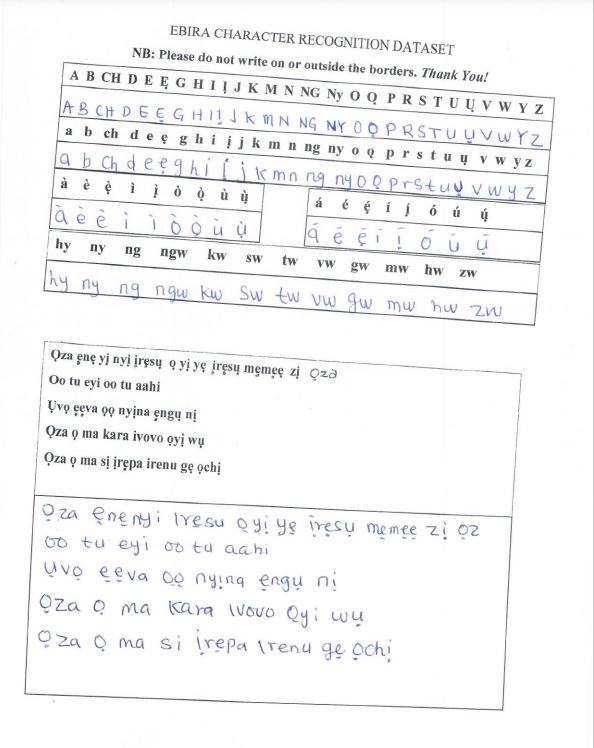 EBIRA CHARACTER RECOGNITION DATASET
NB: Please do not write on or outside the borders. Thank You!
A B CH D E Ẹ G H I Ị J K M N NG Ny O Ọ P R S T U Ụ V W Y Z
A B CH D E Ẹ G H I Ị J K M N NG NY O Ọ P R S T U Ụ V W Y Z
a b ch d e ẹ g h i ị j k m n ng ny o ọ p r s t u ụ v w y z
a b Ch d e ẹ g h i ị j k m n ng ny O Ọ P r S t u Ụ V W Y Z
à è ẹ̀ ì ị̀ ò ọ̀ ù ụ̀
à è ẹ̀ ì ì ò ọ̀ ù ụ̀
á é ẹ́ í ị́ ó ú ụ́
ạ́ é ẹ́ í ị́ ó ú ụ́
hy ny ng ngw kw sw tw vw gw mw hw zw
hy ny ng ngw kw sw tw vw gw mw hw zw
Ọza ẹnẹ yị nyị ịrẹsụ ọ yị yẹ ịrẹsụ mẹmẹẹ zị ọza
Oo tu eyi oo tu aahi
Ụvọ ẹẹva ọọ nyịna ẹngụ nị
Ọza ọ ma kara ivovo ọyị wụ
Ọza ọ ma sị ịrẹpa irenu gẹ ọchị
Ọza ẹnẹnyi Iresu ọyị yẹ ịrẹsụ mẹmẹẹ zị ọz
oo tu eyi oo tu aahi
Ụvọ ẹẹva ọọ nyịna ẹngụ nị
Ọza Ọ ma Kara Ivovo Ọyi wụ
Ọza Ọ ma si ịrẹpa Irenu gẹ ọchị